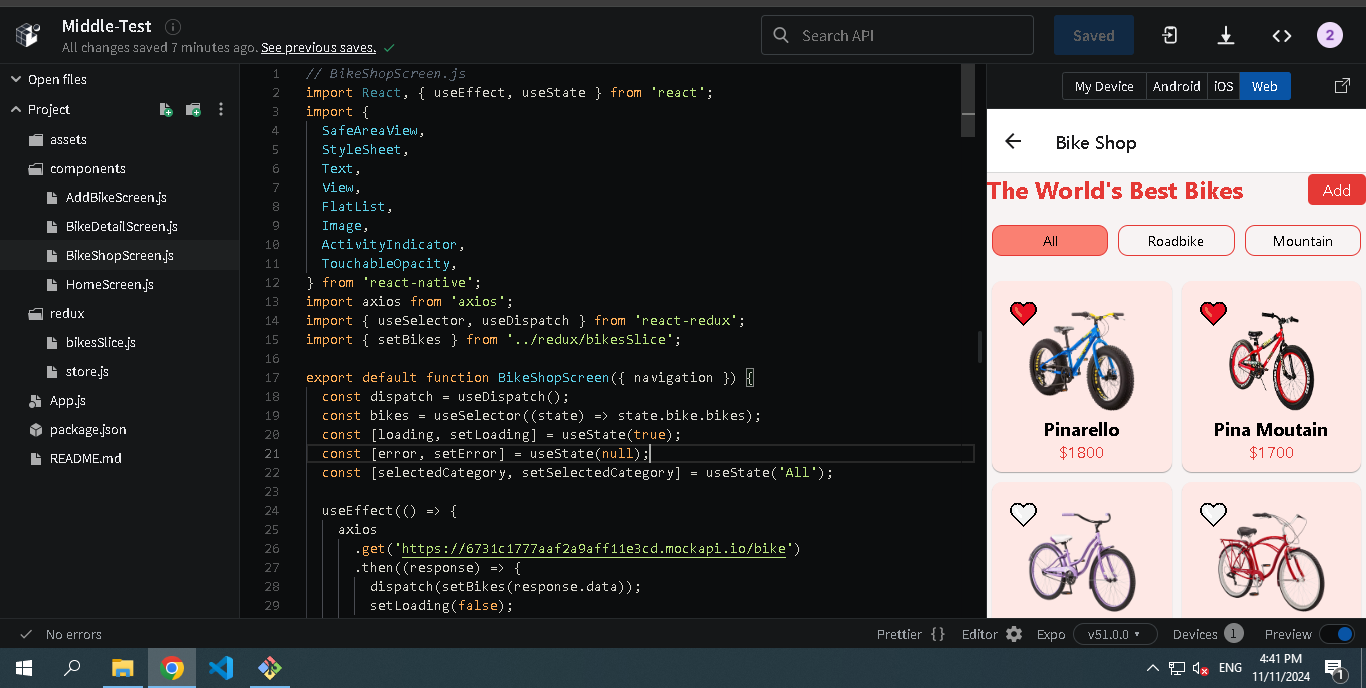 Middle-Test
All changes saved 7 minutes ago. See previous saves.
Search API
Saved
2
Open files
Project
assets
components
AddBikeScreen.js
BikeDetailScreen.js
BikeShopScreen.js
HomeScreen.js
redux
bikesSlice.js
store.js
App.js
package.json
README.md
1 // BikeShopScreen.js
2 import React, { useEffect, useState } from 'react';
3 import {
4 SafeAreaView,
5 StyleSheet,
6 Text,
7 View,
8 FlatList,
9 Image,
10 ActivityIndicator,
11 TouchableOpacity,
12 } from 'react-native';
13 import axios from 'axios';
14 import { useSelector, useDispatch } from 'react-redux';
15 import { setBikes } from '../redux/bikesSlice';
16
17 export default function BikeShopScreen({ navigation }) {
18 const dispatch = useDispatch();
19 const bikes = useSelector((state) => state.bike.bikes);
20 const [loading, setLoading] = useState(true);
21 const [error, setError] = useState(null);
22 const [selectedCategory, setSelectedCategory] = useState('All');
23
24 useEffect(() => {
25 axios
26 .get('https://6731c1777aaf2a9aff11e3cd.mockapi.io/bike')
27 .then((response) => {
28 dispatch(setBikes(response.data));
29 setLoading(false);
My Device Android iOS Web
Bike Shop
The World's Best Bikes Add
All Roadbike Mountain
Pinarello Pina Moutain
$1800 $1700
No errors
Prettier {} Editor Expo v51.0.0 Devices 1 Preview
ENG
4:41 PM
11/11/2024
1